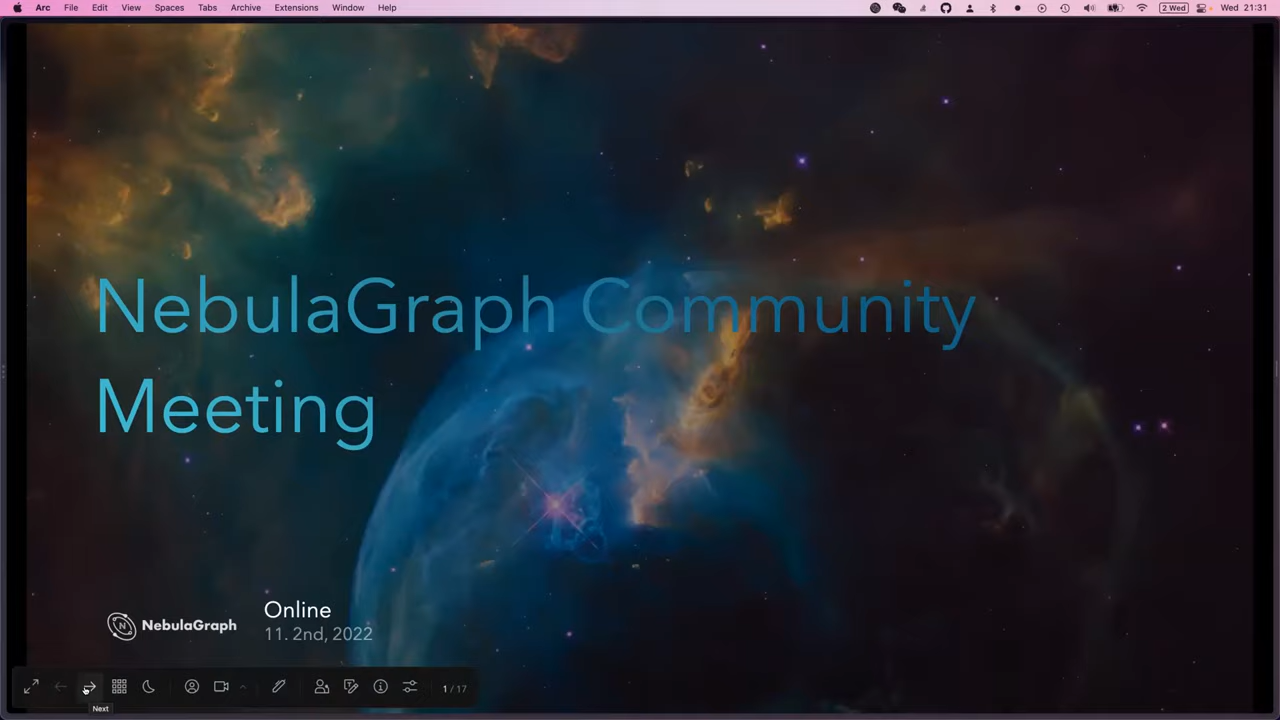 Arc File Edit View Spaces Tabs Archive Extensions Window Help 2 Wed Wed 21:31
NebulaGraph Community
Meeting
NebulaGraph
Online
11. 2nd, 2022
1 / 17
Next